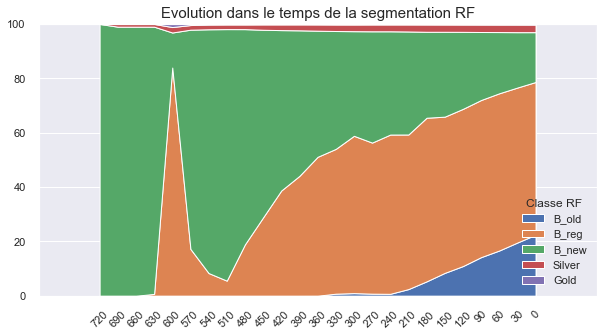 Evolution dans le temps de la segmentation RF
100
80
60
40
20
0
Classe RF
B_old
B_reg
B_new
Silver
Gold
720 690 660 630 600 570 540 510 480 450 420 390 360 330 300 270 240 210 180 150 120 90 60 30 0